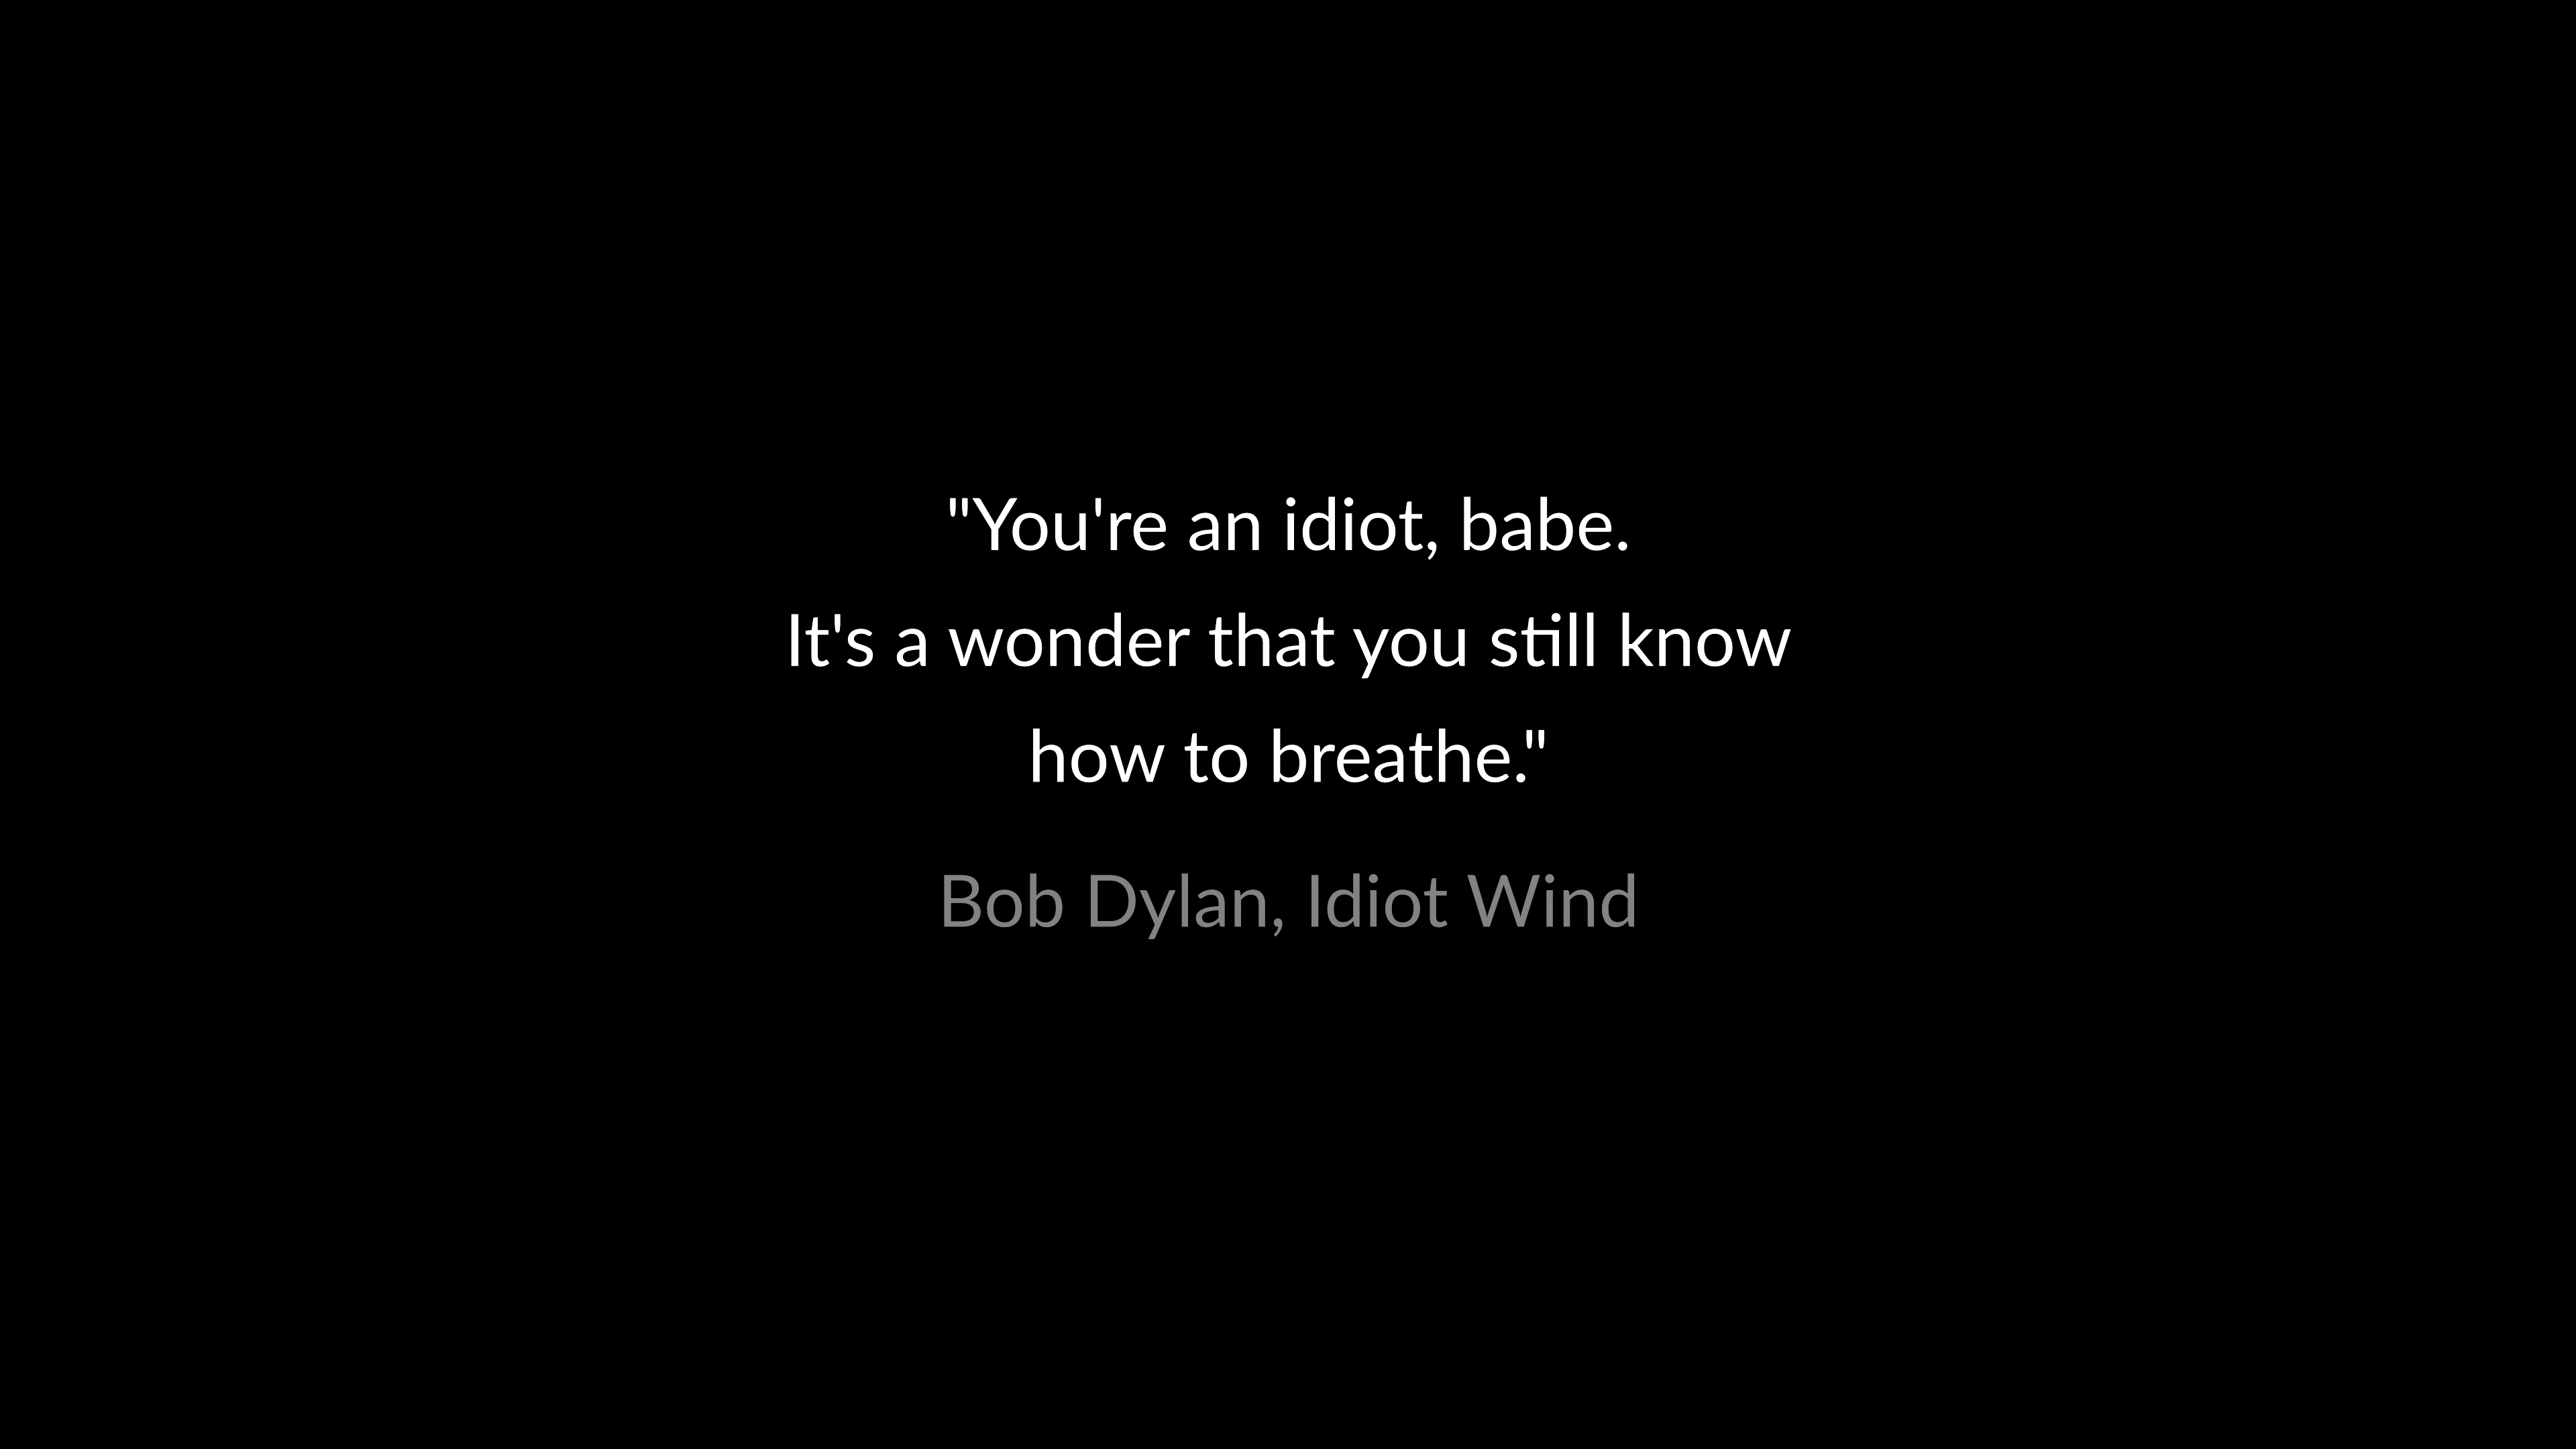 "You're an idiot, babe.
It's a wonder that you still know
how to breathe."
Bob Dylan, Idiot Wind